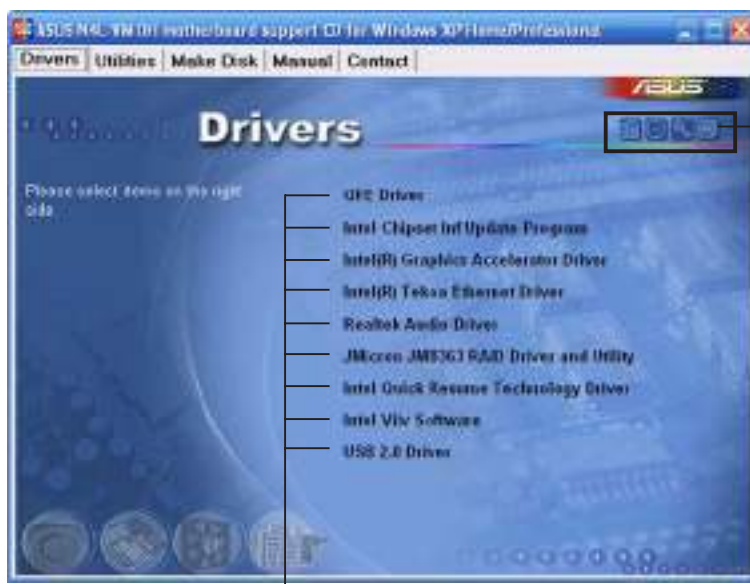 ASUS N4L-VM DH motherboard support CD for Windows XP Home/Professional
Drivers Utilities Make Disk Manual Contact
ASUS
Drivers
Please select items on the right side
QFE Driver
Intel Chipset Inf Update Program
Intel(R) Graphics Accelerator Driver
Intel(R) Tekoa Ethernet Driver
Realtek Audio Driver
JMicron JMB363 RAID Driver and Utility
Intel Quick Resume Technology Driver
Intel Viiv Software
USB 2.0 Driver